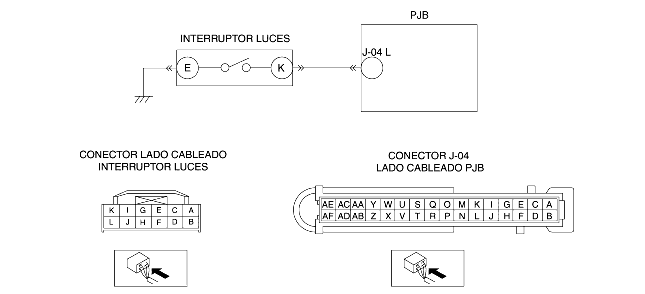 PJB
INTERRUPTOR LUCES
J-04 L
E
K
CONECTOR LADO CABLEADO
INTERRUPTOR LUCES
CONECTOR J-04
LADO CABLEADO PJB
K I G E C A
L J H F D B
AE AC AA Y W U S Q O M K I G E C A
AF AD AB Z X V T R P N L J H F D B